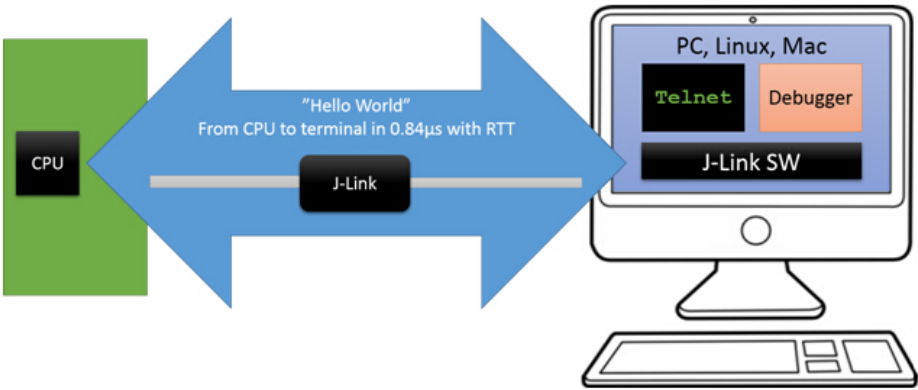 PC, Linux, Mac
Telnet
Debugger
J-Link SW
”Hello World”
From CPU to terminal in 0.84µs with RTT
CPU
J-Link